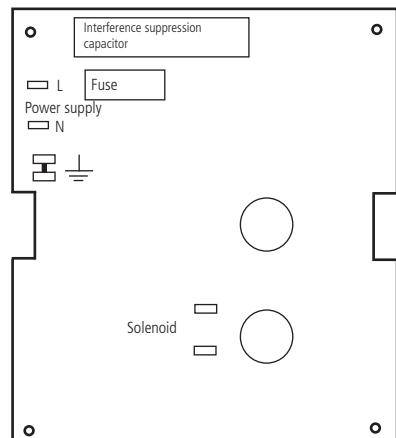 Interference suppression
capacitor
L
Fuse
Power supply
N
Solenoid